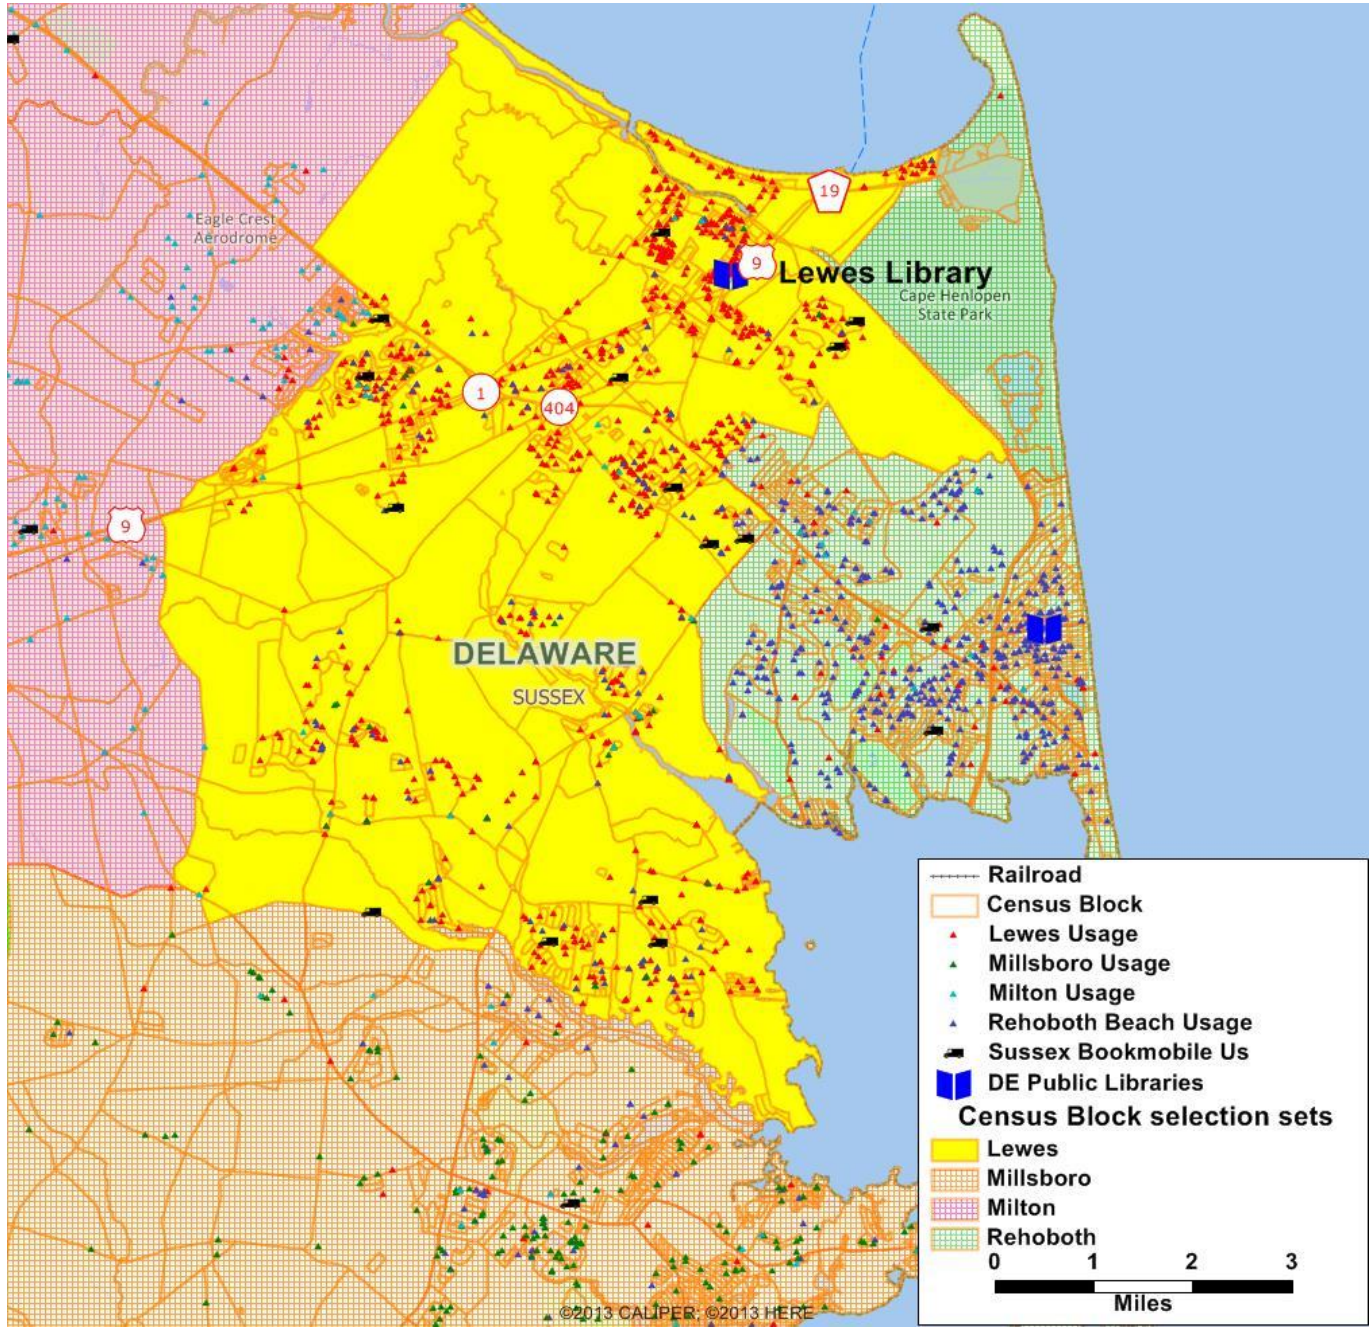 19
Eagle Crest
Aerodrome
9
Lewes Library
Cape Henlopen
State Park
1
404
9
DELAWARE
SUSSEX
Railroad
Census Block
Lewes Usage
Millsboro Usage
Milton Usage
Rehoboth Beach Usage
Sussex Bookmobile Us
DE Public Libraries
Census Block selection sets
Lewes
Millsboro
Milton
Rehoboth
0 1 2 3
Miles
©2013 CALIPER; ©2013 HERE